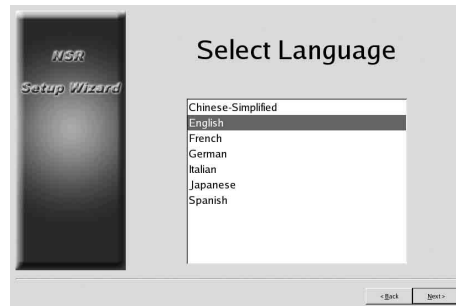 NSR
Setup Wizard
Select Language
Chinese-Simplified
English
French
German
Italian
Japanese
Spanish
<Back
Next>